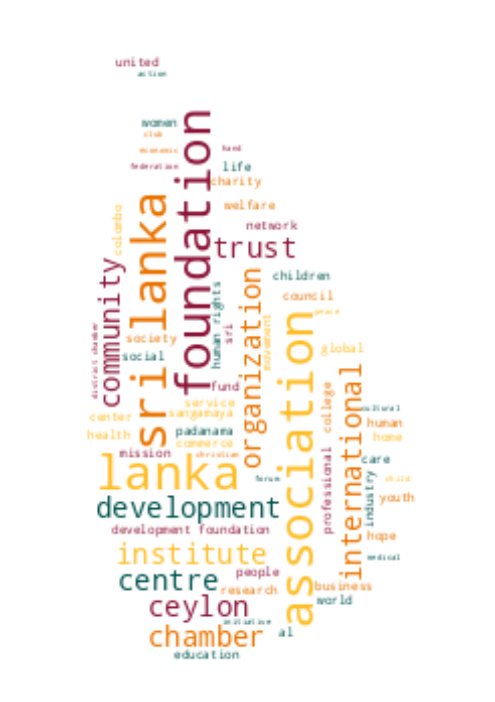 united
action
women
club
economic
hand
federation
life
charity
colombo
welfare
foundation
network
sri lanka
trust
community
children
human rights
organization
council
peace
sri
movement
district chamber
society
global
social
association
fund
international
service
college
cultural
center
sangamaya
human
health
padanama
home
commerce
mission
christian
care
lanka
professional
forum
industry
child
development
youth
development foundation
hope
institute
medical
centre
people
research
business
ceylon
world
initiative
chamber
al
education